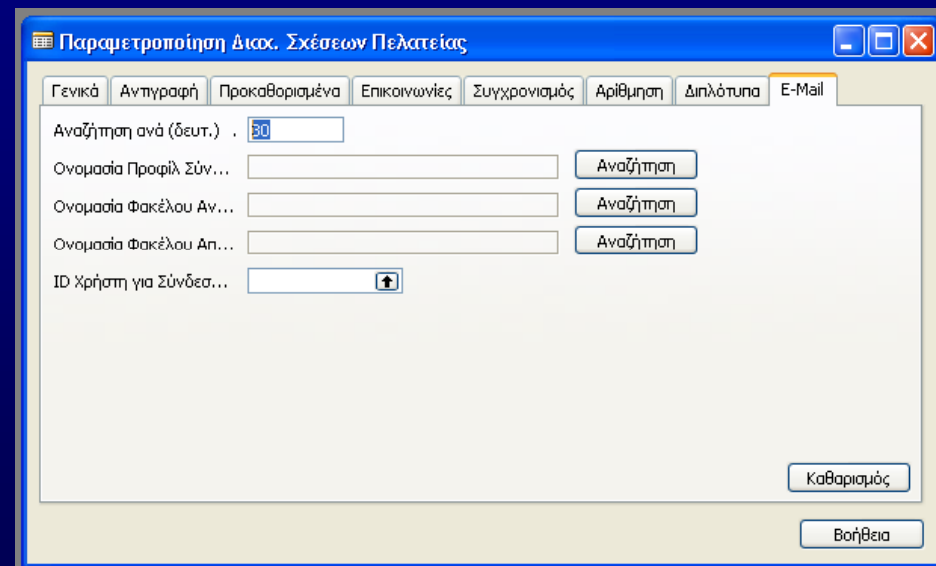 Παραμετροποίηση Διαχ. Σχέσεων Πελατείας
Γενικά Αντιγραφή Προκαθορισμένα Επικοινωνίες Συγχρονισμός Αρίθμηση Διπλότυπα E-Mail
Αναζήτηση ανά (δευτ.) . 30
Ονομασία Προφίλ Σύν... Αναζήτηση
Ονομασία Φακέλου Αν... Αναζήτηση
Ονομασία Φακέλου Απ... Αναζήτηση
ID Χρήστη για Σύνδεσ...
Καθαρισμός
Βοήθεια